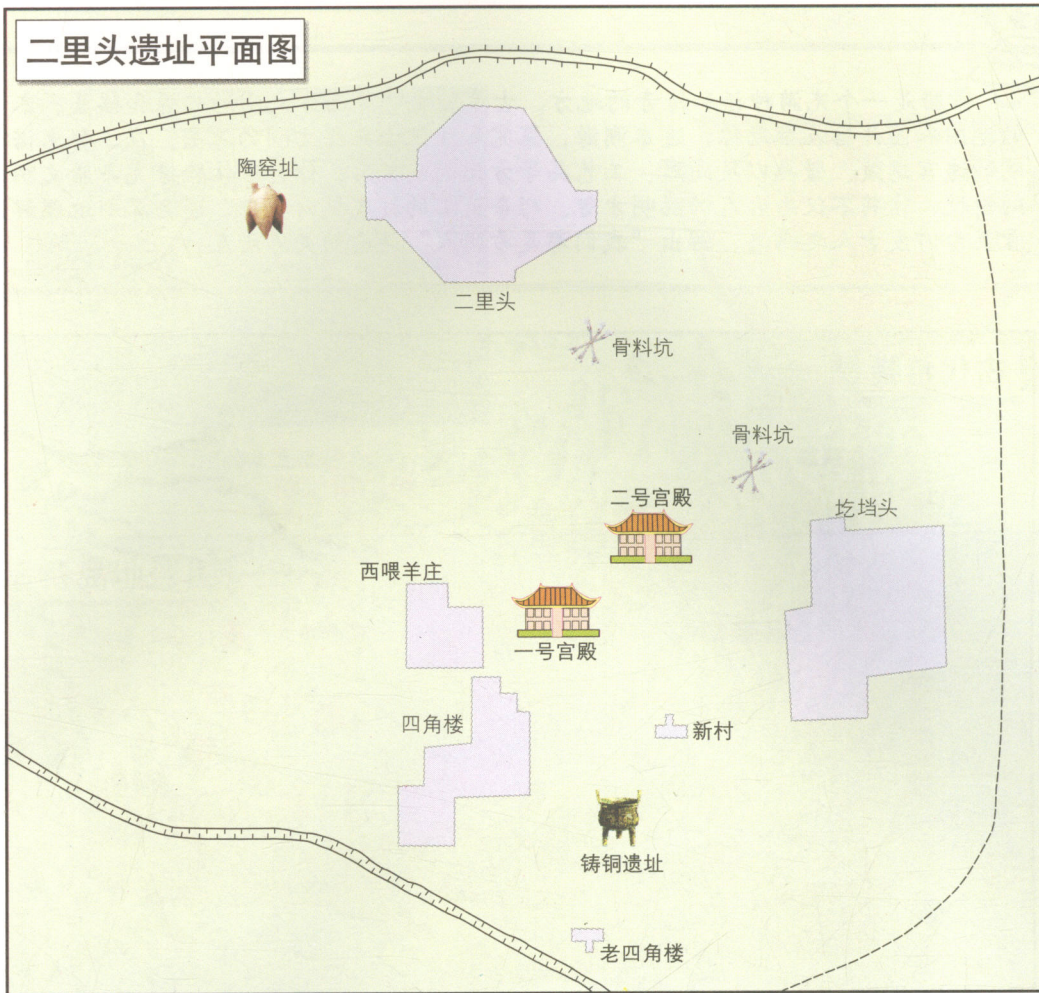 二里头遗址平面图
陶窑址
二里头
骨料坑
骨料坑
二号宫殿
圪垱头
西喂羊庄
一号宫殿
四角楼
新村
铸铜遗址
老四角楼